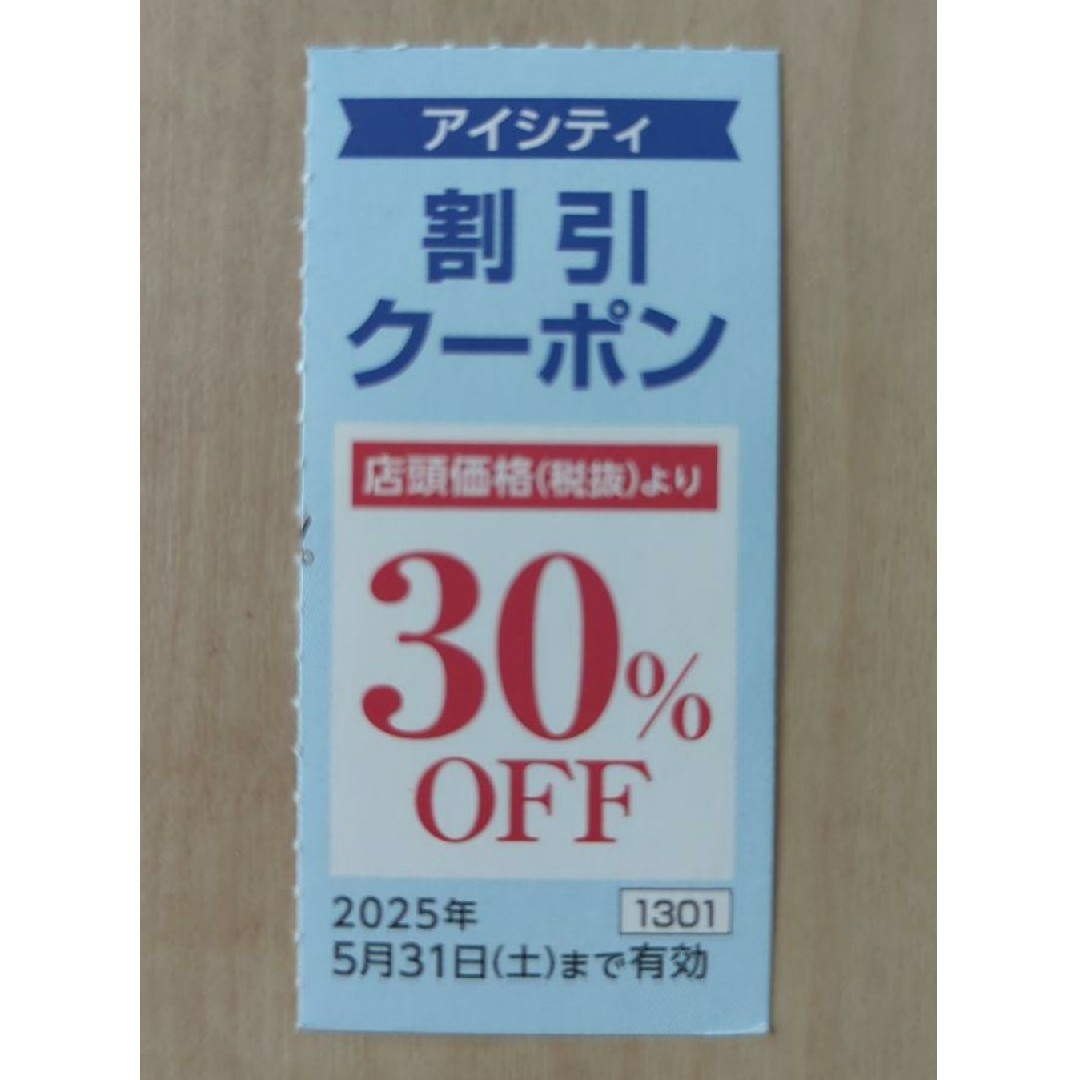 アイシティ
割引
クーポン
店頭価格(税抜)より
30%
OFF
2025年
1301
5月31日(土)まで有効